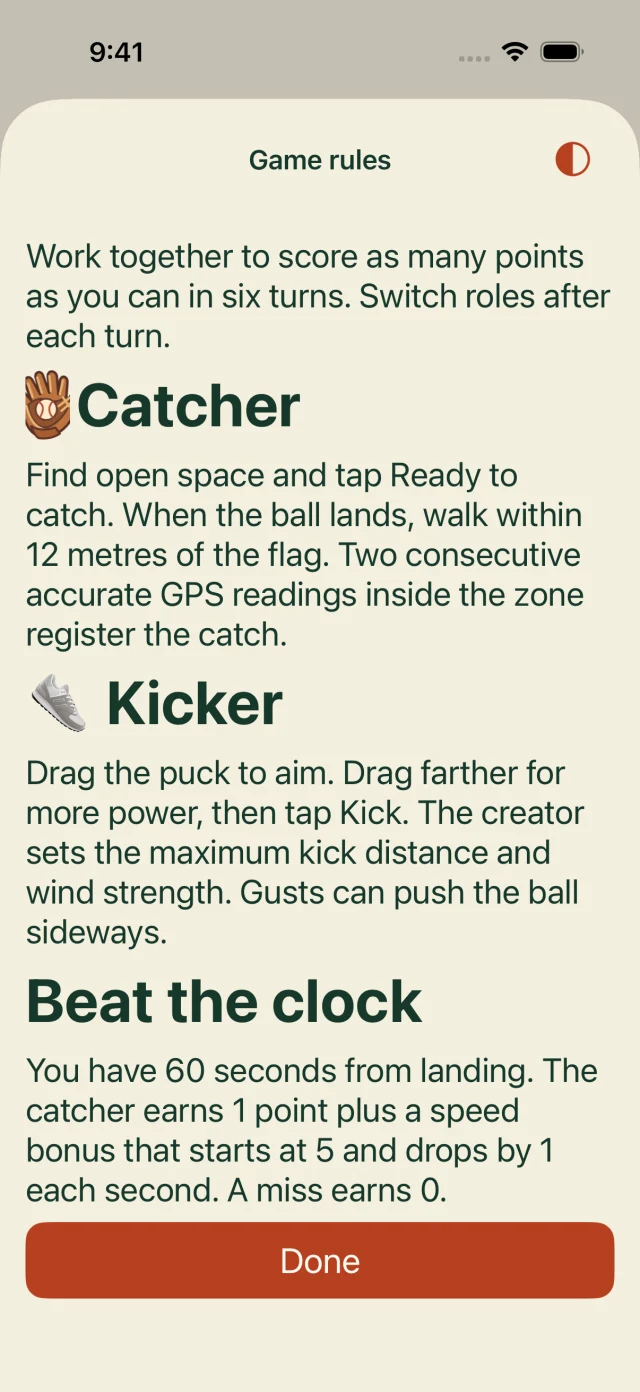 9:41
Game rules
Work together to score as many points
as you can in six turns. Switch roles after
each turn.
Catcher
Find open space and tap Ready to
catch. When the ball lands, walk within
12 metres of the flag. Two consecutive
accurate GPS readings inside the zone
register the catch.
Kicker
Drag the puck to aim. Drag farther for
more power, then tap Kick. The creator
sets the maximum kick distance and
wind strength. Gusts can push the ball
sideways.
Beat the clock
You have 60 seconds from landing. The
catcher earns 1 point plus a speed
bonus that starts at 5 and drops by 1
each second. A miss earns 0.
Done